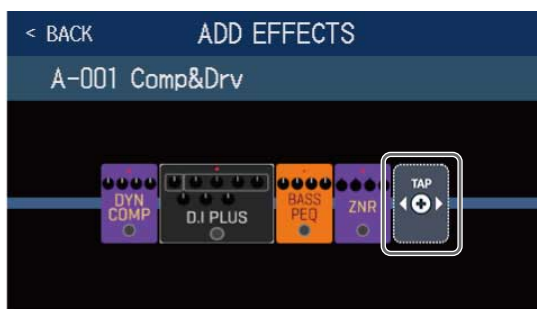 < BACK
ADD EFFECTS
A-001 Comp&Drv
DYN
COMP
D.I PLUS
BASS
PEQ
ZNR
TAP